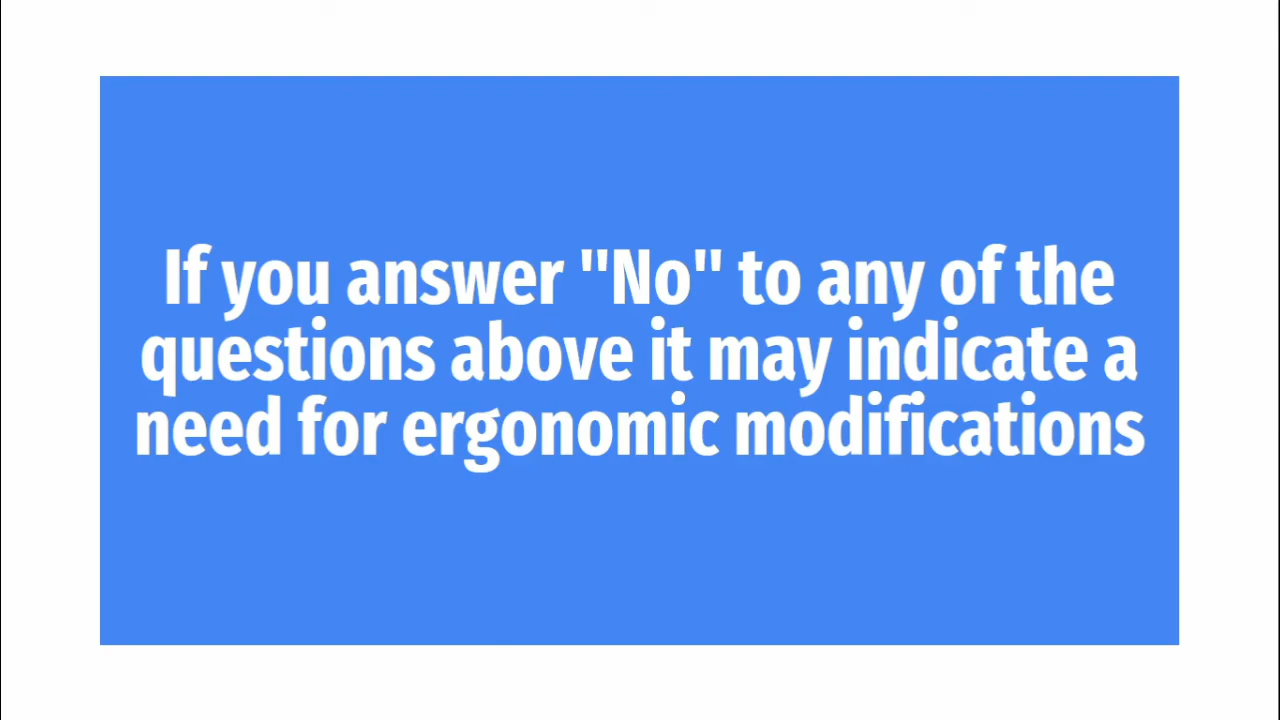 If you answer "No" to any of the
questions above it may indicate a
need for ergonomic modifications